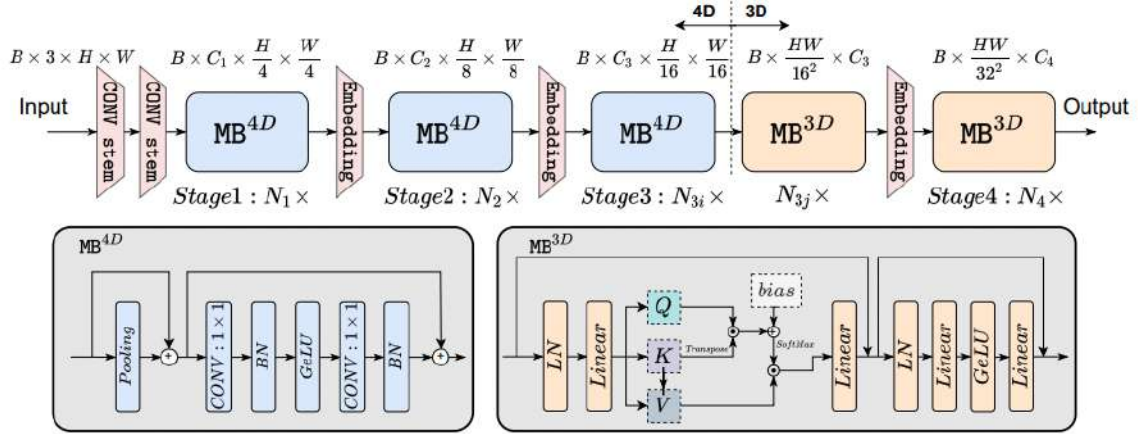 4D 3D
B × 3 × H × W
B × C₁ × H/4 × W/4
B × C₂ × H/8 × W/8
B × C₃ × H/16 × W/16
B × HW/16² × C₃
B × HW/32² × C₄
Input
CONV stem
CONV stem
MB⁴ᴰ
Embedding
MB⁴ᴰ
Embedding
MB⁴ᴰ
MB³ᴰ
Embedding
MB³ᴰ
Output
Stage1 : N₁ ×
Stage2 : N₂ ×
Stage3 : N₃ᵢ ×
N₃ⱼ ×
Stage4 : N₄ ×
MB⁴ᴰ
Pooling
+
CONV : 1 × 1
BN
GeLU
CONV : 1 × 1
BN
+
MB³ᴰ
LN
Linear
Q
K
V
Transpose
bias
+
SoftMax
Linear
LN
Linear
GeLU
Linear